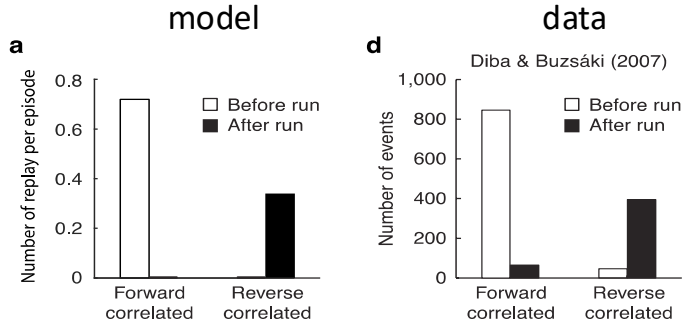 model
data
a
d
Diba & Buzsáki (2007)
Number of replay per episode
0.8
0.6
0.4
0.2
0
Before run
After run
Forward
correlated
Reverse
correlated
Number of events
1,000
800
600
400
200
0
Before run
After run
Forward
correlated
Reverse
correlated